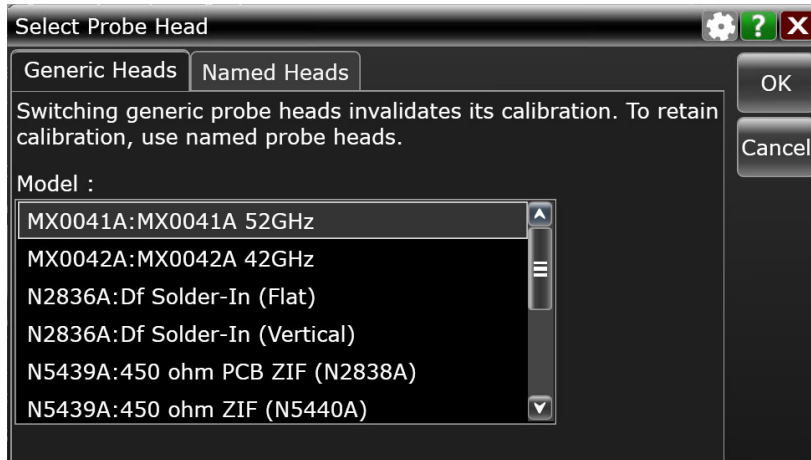 Select Probe Head
?
X
Generic Heads
Named Heads
OK
Switching generic probe heads invalidates its calibration. To retain
calibration, use named probe heads.
Cancel
Model :
MX0041A:MX0041A 52GHz
MX0042A:MX0042A 42GHz
N2836A:Df Solder-In (Flat)
N2836A:Df Solder-In (Vertical)
N5439A:450 ohm PCB ZIF (N2838A)
N5439A:450 ohm ZIF (N5440A)